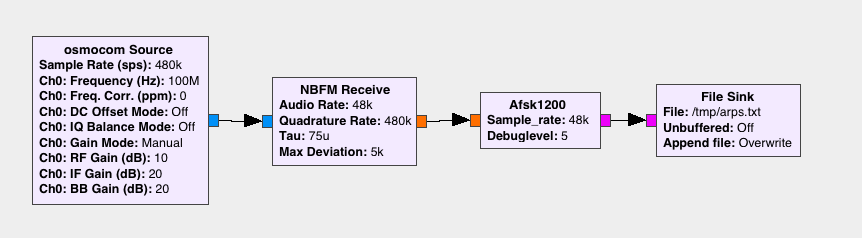 osmocom Source
Sample Rate (sps): 480k
Ch0: Frequency (Hz): 100M
Ch0: Freq. Corr. (ppm): 0
Ch0: DC Offset Mode: Off
Ch0: IQ Balance Mode: Off
Ch0: Gain Mode: Manual
Ch0: RF Gain (dB): 10
Ch0: IF Gain (dB): 20
Ch0: BB Gain (dB): 20
NBFM Receive
Audio Rate: 48k
Quadrature Rate: 480k
Tau: 75u
Max Deviation: 5k
Afsk1200
Sample_rate: 48k
Debuglevel: 5
File Sink
File: /tmp/arps.txt
Unbuffered: Off
Append file: Overwrite